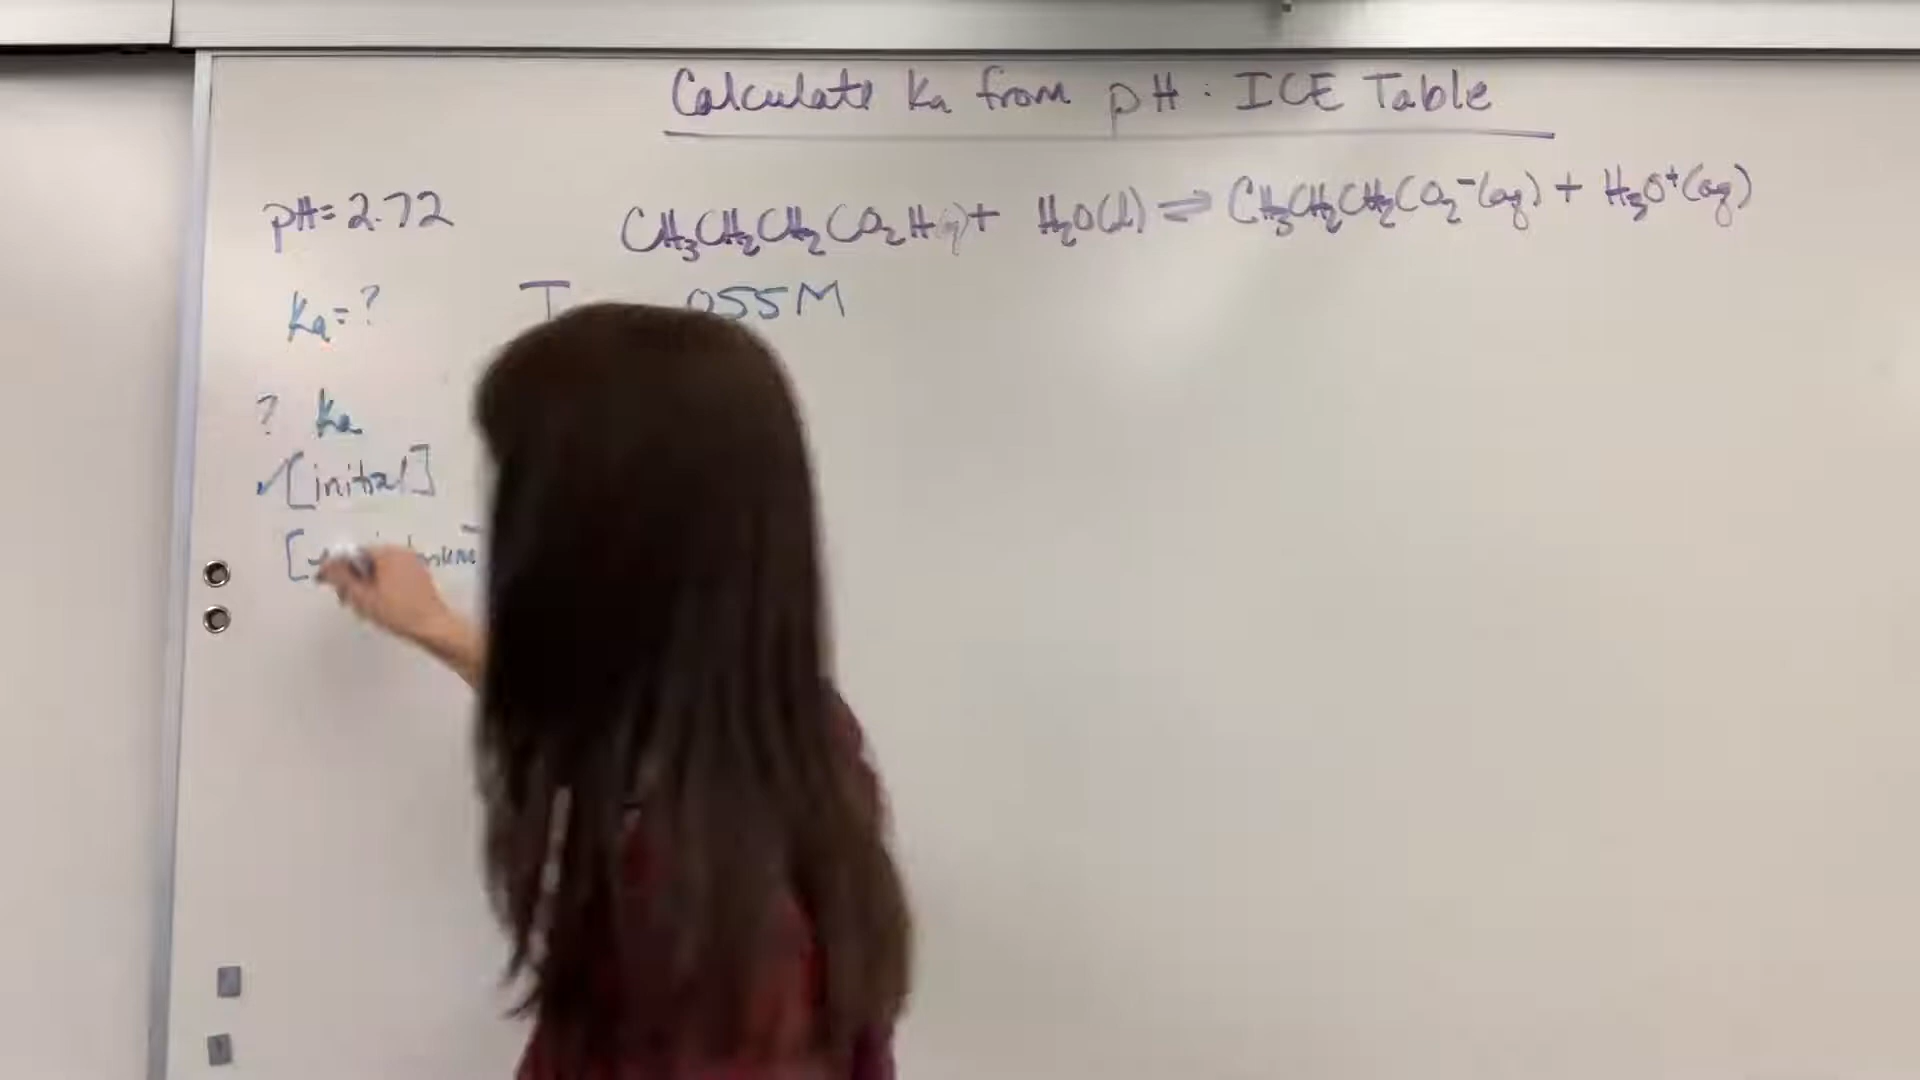 Calculate Ka from pH : ICE Table
pH = 2.72
CH₃CH₂CH₂CO₂H(aq) + H₂O(l) ⇌ CH₃CH₂CH₂CO₂⁻(aq) + H₃O⁺(aq)
Ka = ?
I 055M
? Ka
✓ [initial]
[